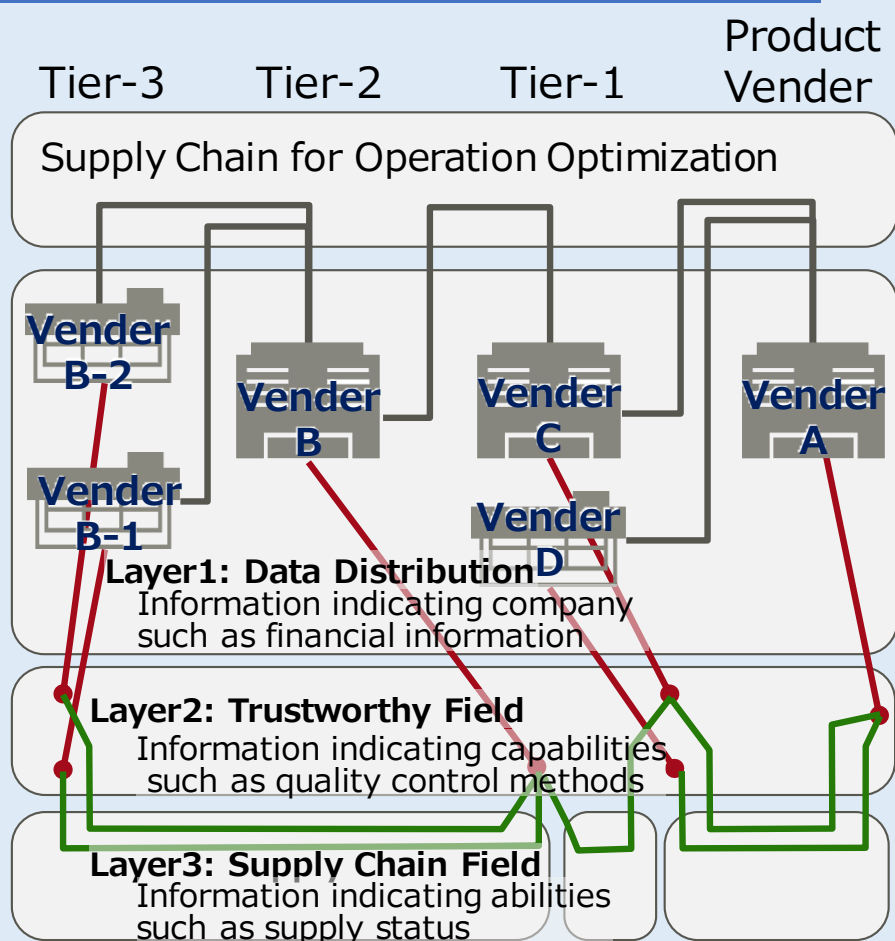 Tier-3
Tier-2
Tier-1
Product
Vender
Supply Chain for Operation Optimization
Vender
B-2
Vender
B
Vender
C
Vender
A
Vender
B-1
Vender
D
Layer1: Data Distribution
Information indicating company
such as financial information
Layer2: Trustworthy Field
Information indicating capabilities
such as quality control methods
Layer3: Supply Chain Field
Information indicating abilities
such as supply status